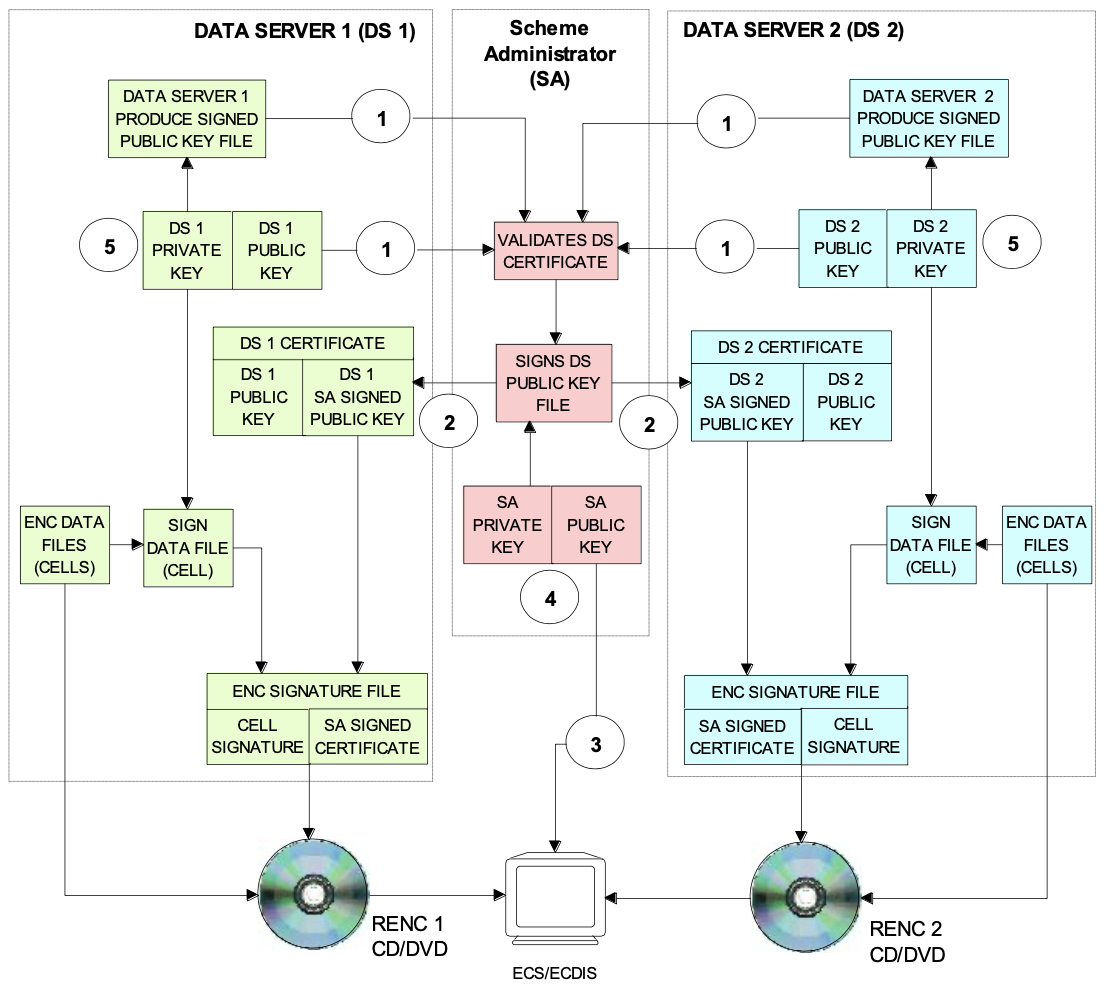 DATA SERVER 1 (DS 1)
Scheme
Administrator
(SA)
DATA SERVER 2 (DS 2)
DATA SERVER 1
PRODUCE SIGNED
PUBLIC KEY FILE
1
1
DATA SERVER 2
PRODUCE SIGNED
PUBLIC KEY FILE
5
DS 1
PRIVATE
KEY
DS 1
PUBLIC
KEY
1
VALIDATES DS
CERTIFICATE
1
DS 2
PUBLIC
KEY
DS 2
PRIVATE
KEY
5
DS 1 CERTIFICATE
DS 1
PUBLIC
KEY
DS 1
SA SIGNED
PUBLIC KEY
2
SIGNS DS
PUBLIC KEY
FILE
2
DS 2 CERTIFICATE
DS 2
SA SIGNED
PUBLIC KEY
DS 2
PUBLIC
KEY
SA
PRIVATE
KEY
SA
PUBLIC
KEY
4
ENC DATA
FILES
(CELLS)
SIGN
DATA FILE
(CELL)
SIGN
DATA FILE
(CELL)
ENC DATA
FILES
(CELLS)
ENC SIGNATURE FILE
CELL
SIGNATURE
SA SIGNED
CERTIFICATE
3
ENC SIGNATURE FILE
SA SIGNED
CERTIFICATE
CELL
SIGNATURE
RENC 1
CD/DVD
ECS/ECDIS
RENC 2
CD/DVD